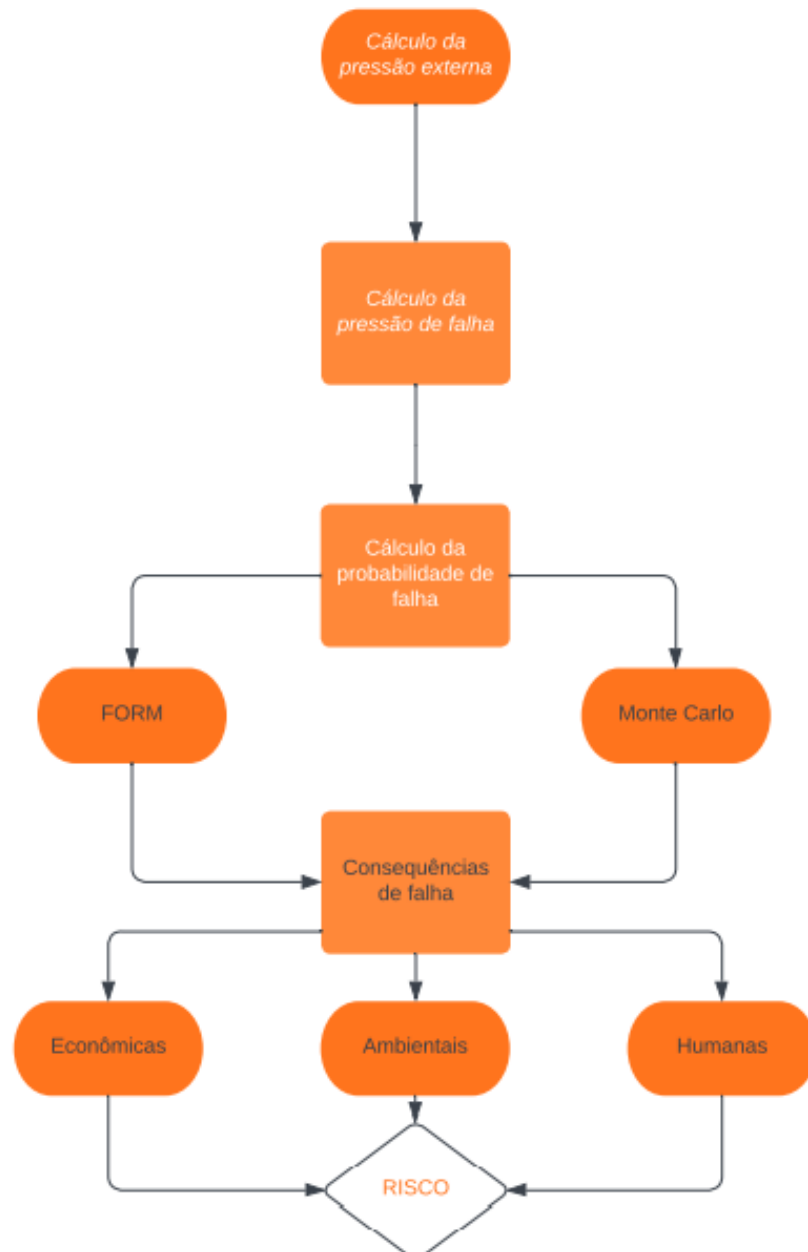 Cálculo da
pressão externa
Cálculo da
pressão de falha
Cálculo da
probabilidade de
falha
FORM
Monte Carlo
Consequências
de falha
Econômicas
Ambientais
Humanas
RISCO